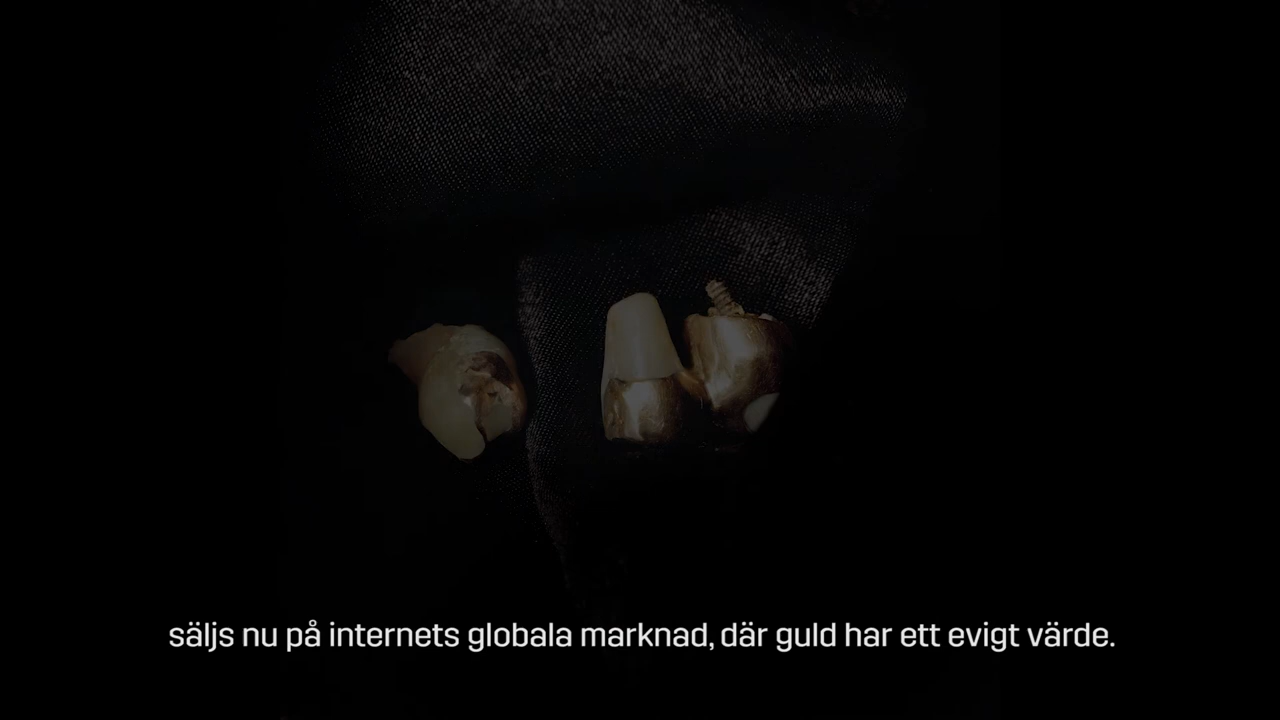 säljs nu på internets globala marknad, där guld har ett evigt värde.